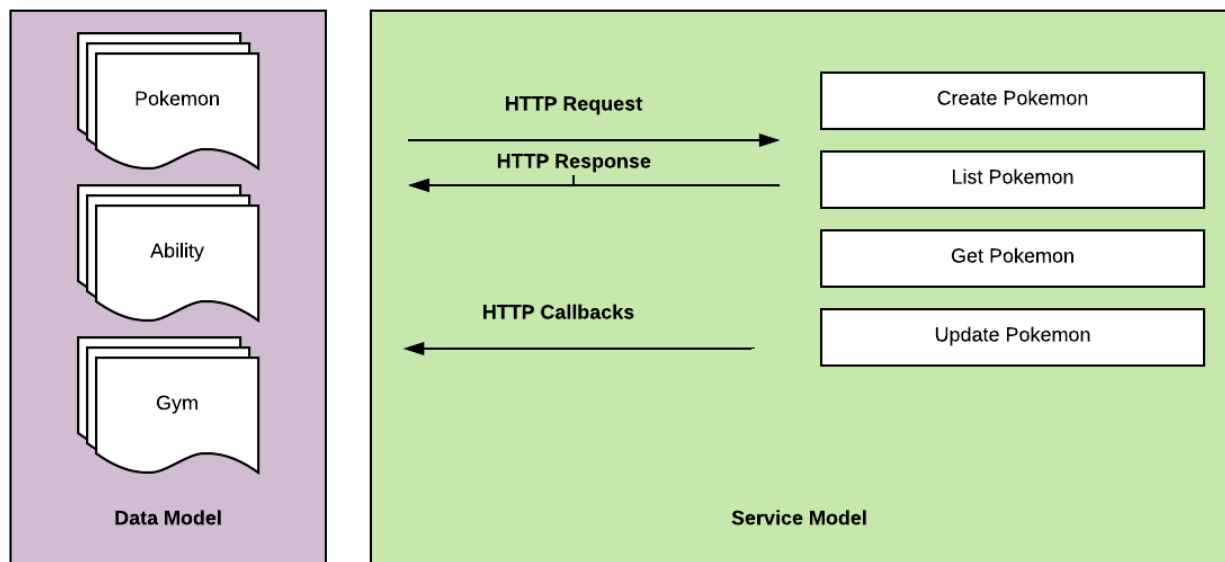 Pokemon
Ability
Gym
Data Model
HTTP Request
HTTP Response
HTTP Callbacks
Create Pokemon
List Pokemon
Get Pokemon
Update Pokemon
Service Model